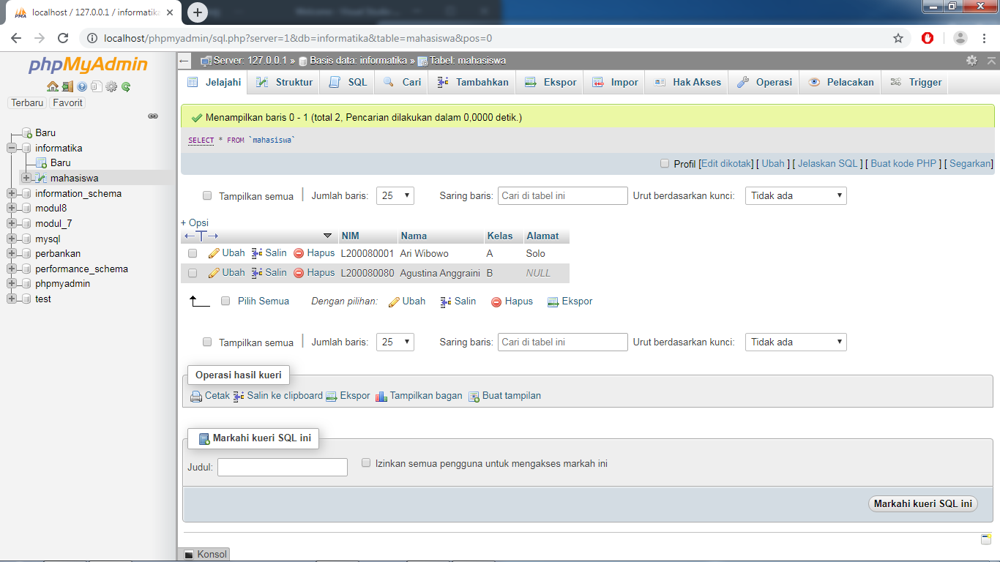 localhost / 127.0.0.1 / informatika
localhost/phpmyadmin/sql.php?server=1&db=informatika&table=mahasiswa&pos=0
phpMyAdmin
Terbaru Favorit
Baru
informatika
Baru
mahasiswa
information_schema
modul8
modul_7
mysql
perbankan
performance_schema
phpmyadmin
test
Server: 127.0.0.1 » Basis data: informatika » Tabel: mahasiswa
Jelajahi Struktur SQL Cari Tambahkan Ekspor Impor Hak Akses Operasi Pelacakan Trigger
Menampilkan baris 0 - 1 (total 2, Pencarian dilakukan dalam 0,0000 detik.)
SELECT * FROM `mahasiswa`
Profil [Edit dikotak] [ Ubah ] [ Jelaskan SQL ] [ Buat kode PHP ] [ Segarkan]
Tampilkan semua | Jumlah baris: 25 Saring baris: Cari di tabel ini Urut berdasarkan kunci: Tidak ada
+ Opsi
←T→ NIM Nama Kelas Alamat
Ubah Salin Hapus L200080001 Ari Wibowo A Solo
Ubah Salin Hapus L200080080 Agustina Anggraini B NULL
Pilih Semua Dengan pilihan: Ubah Salin Hapus Ekspor
Tampilkan semua | Jumlah baris: 25 Saring baris: Cari di tabel ini Urut berdasarkan kunci: Tidak ada
Operasi hasil kueri
Cetak Salin ke clipboard Ekspor Tampilkan bagan Buat tampilan
Markahi kueri SQL ini
Judul: Izinkan semua pengguna untuk mengakses markah ini
Markahi kueri SQL ini
Konsol